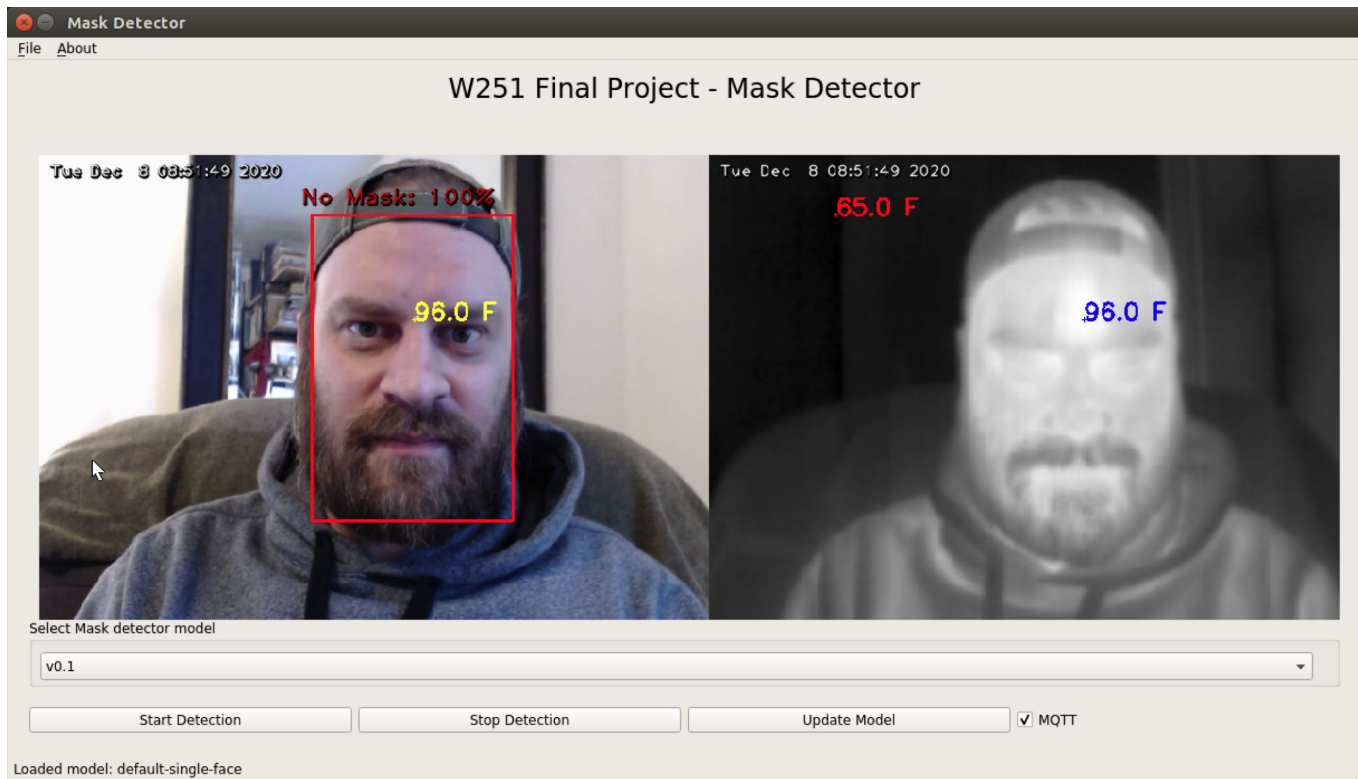 Mask Detector
File About
W251 Final Project - Mask Detector
Tue Dec 8 08:51:49 2020
No Mask: 100%
96.0 F
Tue Dec 8 08:51:49 2020
65.0 F
96.0 F
Select Mask detector model
v0.1
Start Detection Stop Detection Update Model MQTT
Loaded model: default-single-face